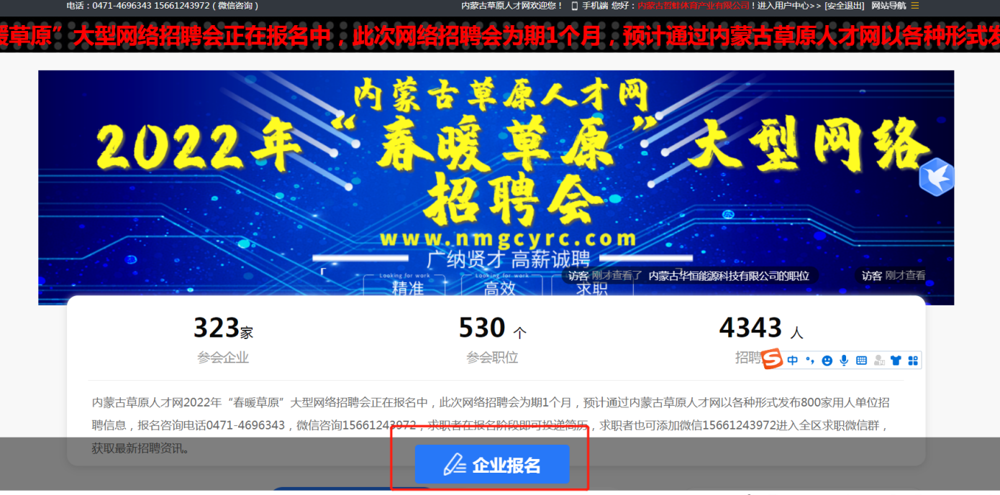 电话：0471-4696343 15661243972（微信咨询）
内蒙古草原人才网欢迎您！ 手机端 您好：内蒙古哲蚌体育产业有限公司！进入用户中心>> [安全退出] 网站导航
暖草原”大型网络招聘会正在报名中，此次网络招聘会为期1个月，预计通过内蒙古草原人才网以各种形式发
内蒙古草原人才网
2022年“春暖草原”大型网络
招聘会
www.nmgcyrc.com
广纳贤才 高薪诚聘
Looking for work
精准
Looking for work
高效
求职
访客 刚才查看了 内蒙古华恒能源科技有限公司的职位
访客 刚才查看
323家
参会企业
530 个
参会职位
4343 人
招聘
中
内蒙古草原人才网2022年“春暖草原”大型网络招聘会正在报名中，此次网络招聘会为期1个月，预计通过内蒙古草原人才网以各种形式发布800家用人单位招
聘信息，报名咨询电话0471-4696343，微信咨询15661243972，求职者在报名阶段即可投递简历，求职者也可添加微信15661243972进入全区求职微信群，
获取最新招聘资讯。
企业报名